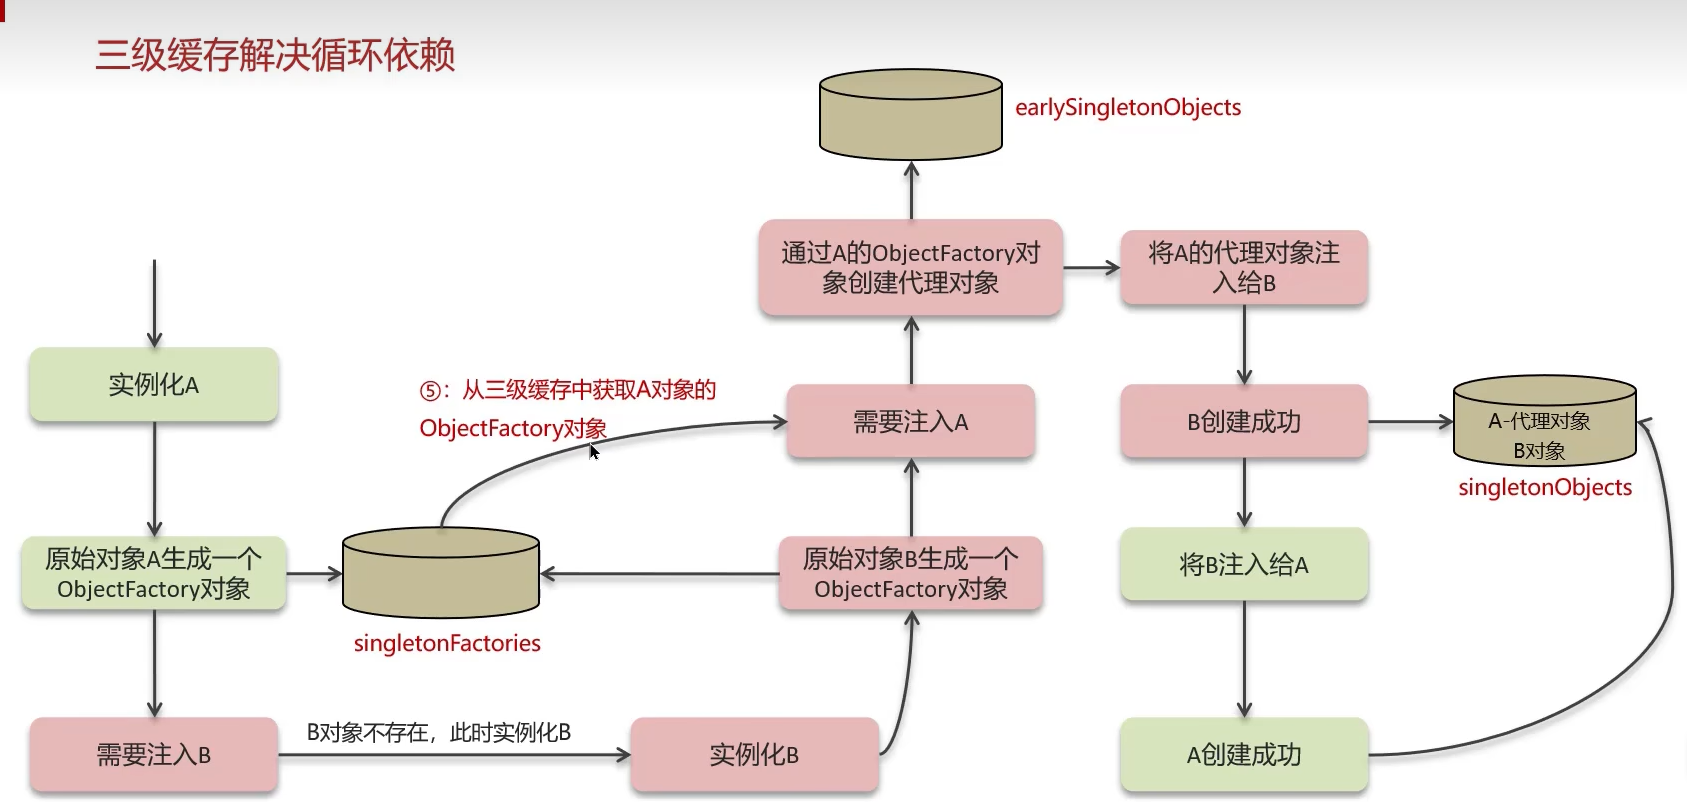 三级缓存解决循环依赖
earlySingletonObjects
通过A的ObjectFactory对
象创建代理对象
将A的代理对象注
入给B
实例化A
⑤：从三级缓存中获取A对象的
ObjectFactory对象
需要注入A
B创建成功
A-代理对象
B对象
singletonObjects
原始对象A生成一个
ObjectFactory对象
singletonFactories
原始对象B生成一个
ObjectFactory对象
将B注入给A
需要注入B
B对象不存在，此时实例化B
实例化B
A创建成功